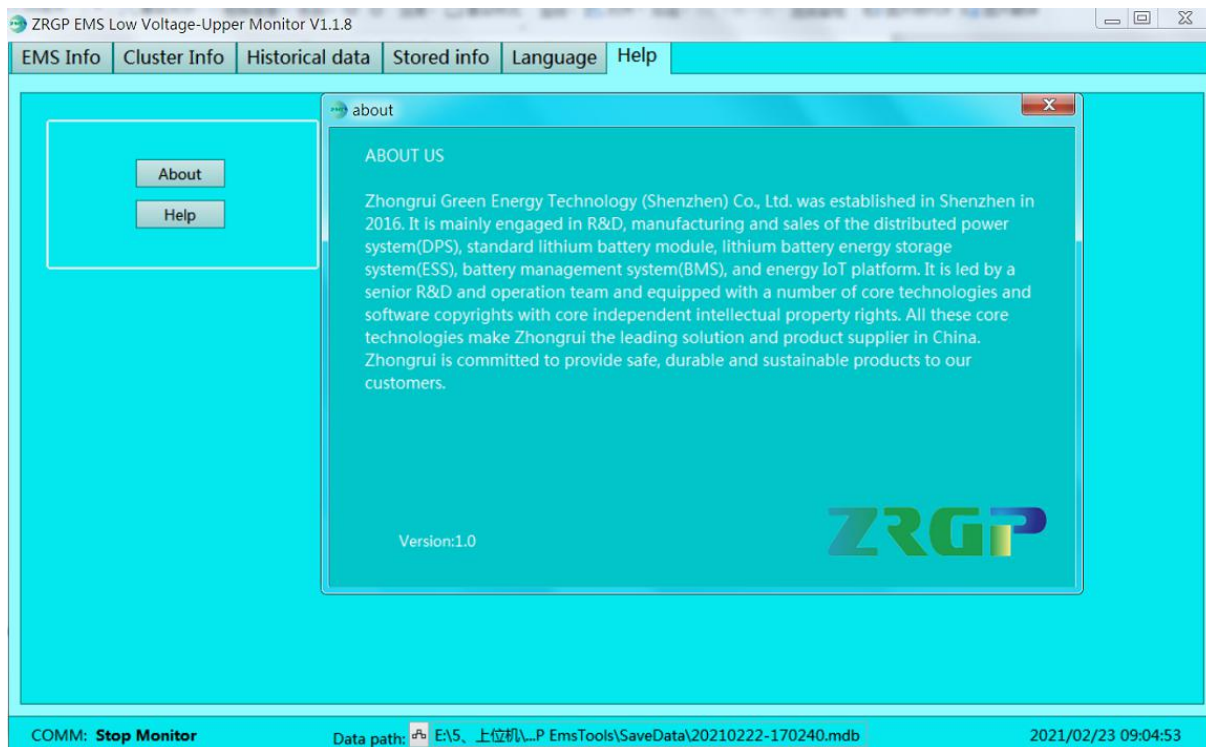 ZRGP EMS Low Voltage-Upper Monitor V1.1.8
EMS Info Cluster Info Historical data Stored info Language Help
about
About
Help
ABOUT US
Zhongrui Green Energy Technology (Shenzhen) Co., Ltd. was established in Shenzhen in
2016. It is mainly engaged in R&D, manufacturing and sales of the distributed power
system(DPS), standard lithium battery module, lithium battery energy storage
system(ESS), battery management system(BMS), and energy IoT platform. It is led by a
senior R&D and operation team and equipped with a number of core technologies and
software copyrights with core independent intellectual property rights. All these core
technologies make Zhongrui the leading solution and product supplier in China.
Zhongrui is committed to provide safe, durable and sustainable products to our
customers.
Version:1.0
ZRGP
COMM: Stop Monitor Data path: E:\5、上位机\...P EmsTools\SaveData\20210222-170240.mdb 2021/02/23 09:04:53